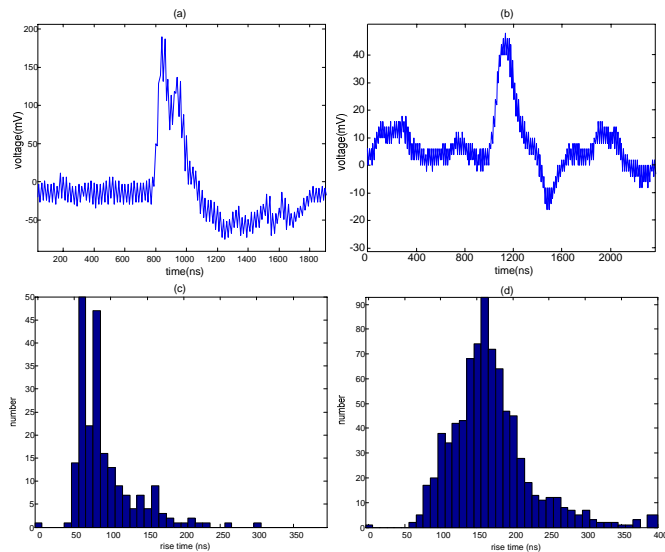 (a)
(b)
200
150
100
50
0
-50
voltage(mV)
200 400 600 800 1000 1200 1400 1600 1800
time(ns)
40
30
20
10
0
-10
-20
-30
voltage(mV)
0 400 800 1200 1600 2000
time(ns)
(c)
(d)
50
45
40
35
30
25
20
15
10
5
0
number
0 50 100 150 200 250 300 350
rise time (ns)
90
80
70
60
50
40
30
20
10
0
number
0 50 100 150 200 250 300 350 400
rise time (ns)